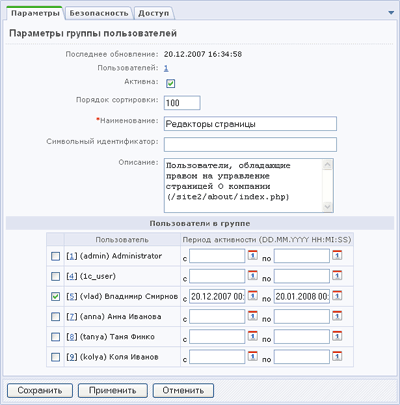 Параметры Безопасность Доступ
Параметры группы пользователей
Последнее обновление: 20.12.2007 16:34:58
Пользователей: 1
Активна:
Порядок сортировки: 100
*Наименование: Редакторы страницы
Символьный идентификатор:
Описание: Пользователи, обладающие
правом на управление
страницей О компании
(/site2/about/index.php)
Пользователи в группе
Пользователь Период активности (DD.MM.YYYY HH:MI:SS)
[1] (admin) Administrator с по
[4] (1c_user) с по
[5] (vlad) Владимир Смирнов с 20.12.2007 00: по 20.01.2008 00:
[7] (anna) Анна Иванова с по
[8] (tanya) Таня Финко с по
[9] (kolya) Коля Иванов с по
Сохранить Применить Отменить